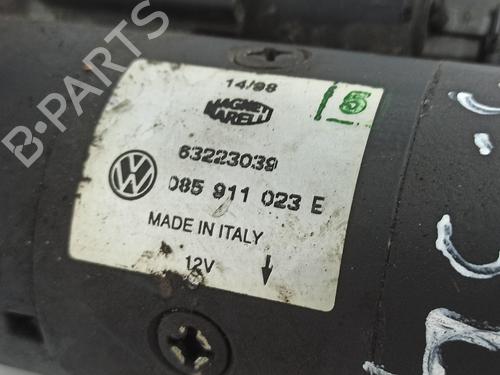 B-PARTS
14/98
5
MAGNETI
MARELLI
63223039
085 911 023 E
MADE IN ITALY
12V